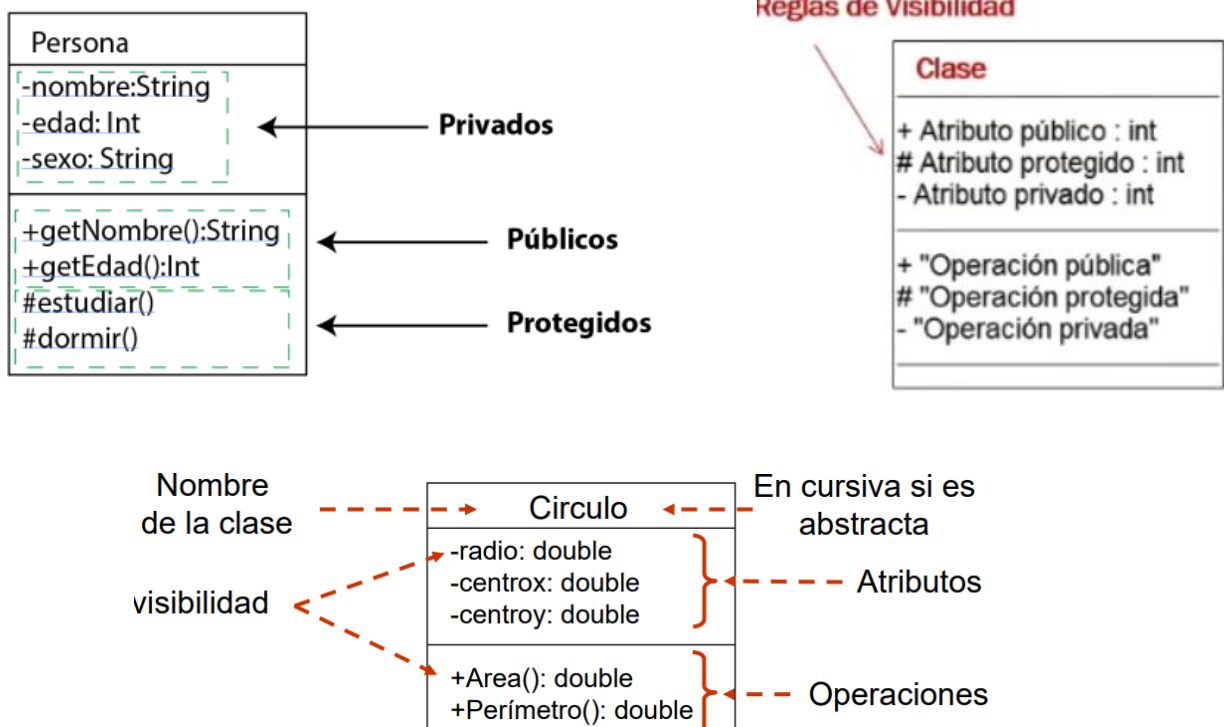 Persona
-nombre:String
-edad: Int
-sexo: String
Privados
+getNombre():String
+getEdad():Int
Públicos
#estudiar()
#dormir()
Protegidos
Reglas de Visibilidad
Clase
+ Atributo público : int
# Atributo protegido : int
- Atributo privado : int
+ "Operación pública"
# "Operación protegida"
- "Operación privada"
Nombre
de la clase
Circulo
En cursiva si es
abstracta
visibilidad
-radio: double
-centrox: double
-centroy: double
Atributos
+Area(): double
+Perímetro(): double
Operaciones